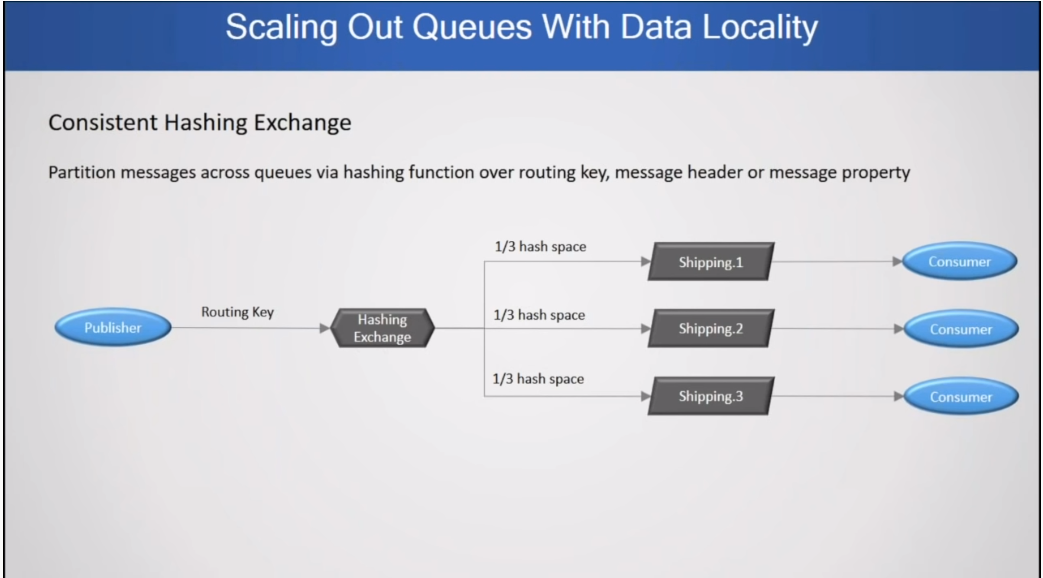 Scaling Out Queues With Data Locality
Consistent Hashing Exchange
Partition messages across queues via hashing function over routing key, message header or message property
1/3 hash space
Shipping.1
Consumer
Publisher
Routing Key
Hashing
Exchange
1/3 hash space
Shipping.2
Consumer
1/3 hash space
Shipping.3
Consumer